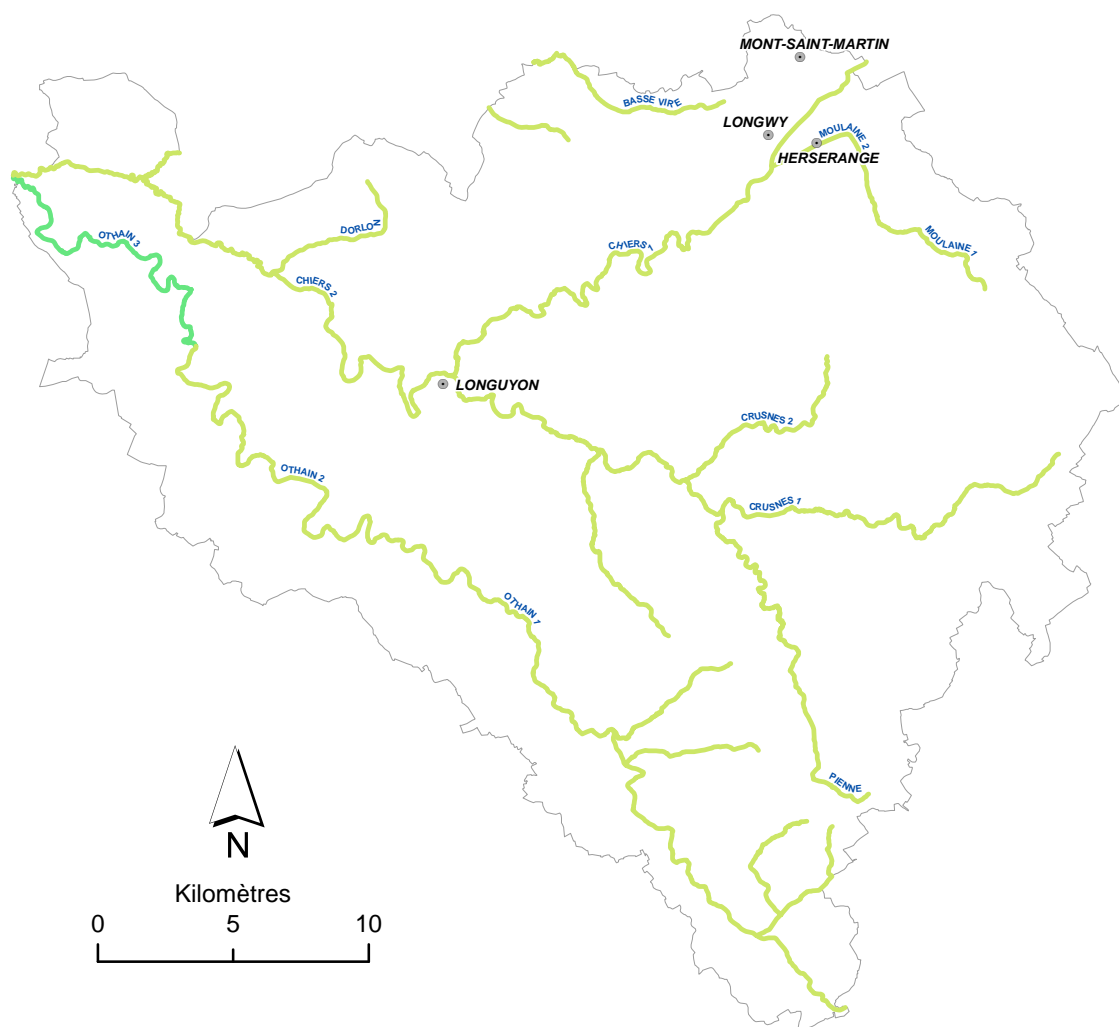 MONT-SAINT-MARTIN
BASSE VIRE
LONGWY
MOULAINE 2
HERSERANGE
OTHAIN 3
DORLON
CHIERS 1
MOULAINE 1
CHIERS 2
LONGUYON
CRUSNES 2
OTHAIN 2
CRUSNES 1
OTHAIN 1
PIENNE
N
Kilomètres
0 5 10